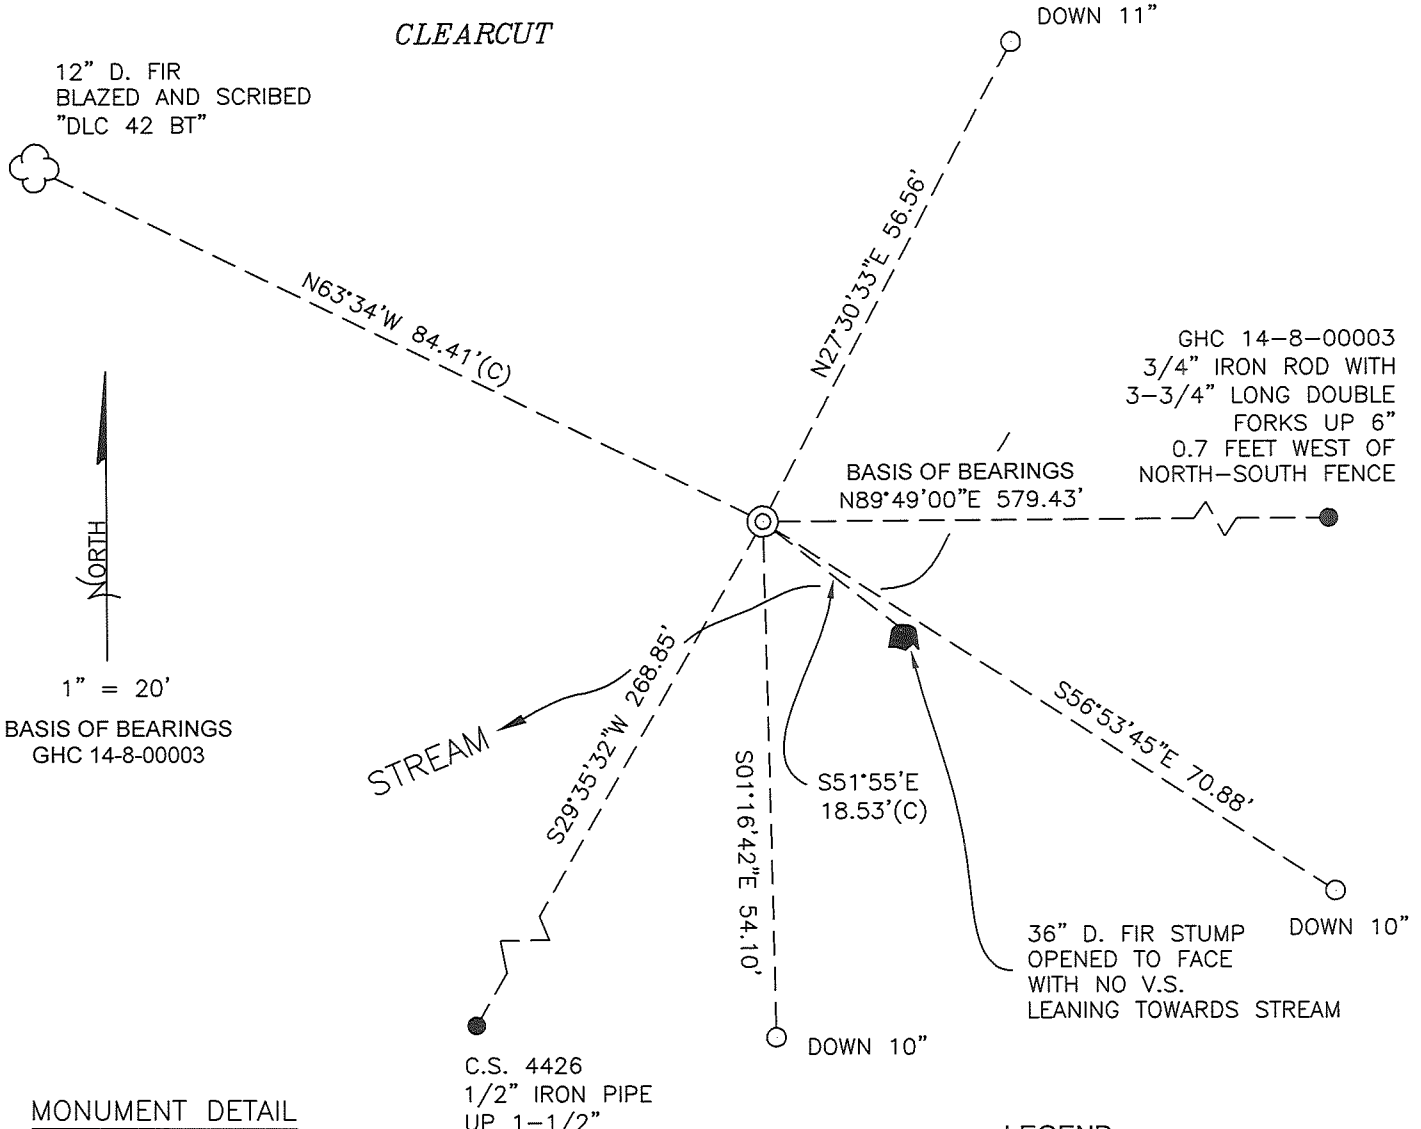 DOWN 11"
CLEARCUT
12" D. FIR
BLAZED AND SCRIBED
"DLC 42 BT"
N63°34'W 84.41'(C)
N27°30'33"E 56.56'
GHC 14-8-00003
3/4" IRON ROD WITH
3-3/4" LONG DOUBLE
FORKS UP 6"
0.7 FEET WEST OF
NORTH-SOUTH FENCE
BASIS OF BEARINGS
N89°49'00"E 579.43'
NORTH
1" = 20'
BASIS OF BEARINGS
GHC 14-8-00003
STREAM
S29°35'32"W 268.85'
S01°16'42"E 54.10'
S51°55'E
18.53'(C)
S56°53'45"E 70.88'
DOWN 10"
36" D. FIR STUMP
OPENED TO FACE
WITH NO V.S.
LEANING TOWARDS STREAM
DOWN 10"
C.S. 4426
1/2" IRON PIPE
UP 1-1/2"
MONUMENT DETAIL
LEGEND